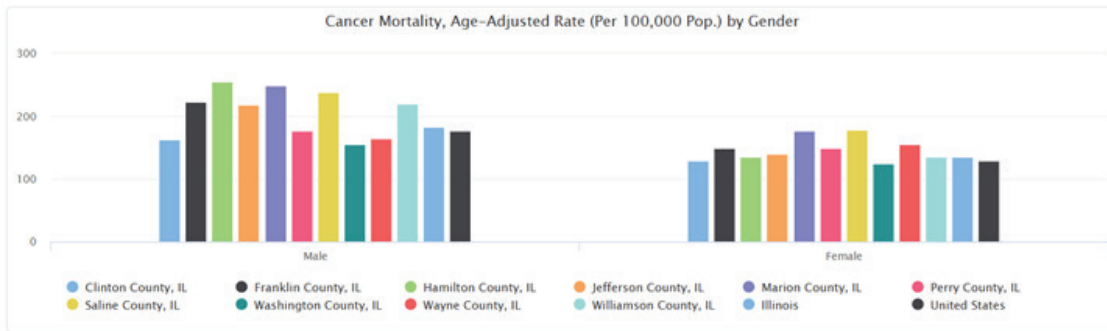 Cancer Mortality, Age-Adjusted Rate (Per 100,000 Pop.) by Gender
300
200
100
0
Male Female
Clinton County, IL Franklin County, IL Hamilton County, IL Jefferson County, IL Marion County, IL Perry County, IL
Saline County, IL Washington County, IL Wayne County, IL Williamson County, IL Illinois United States